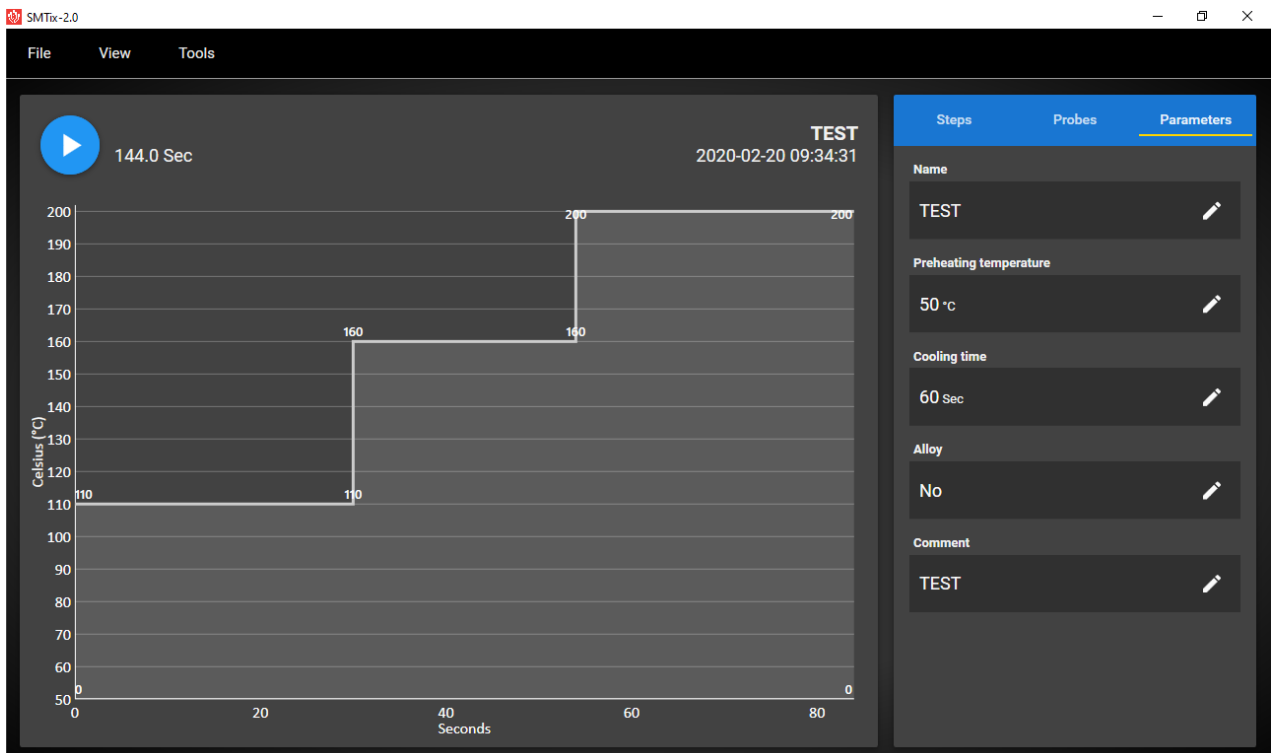 SMTix-2.0
File View Tools
144.0 Sec
TEST
2020-02-20 09:34:31
200
190
180
170
160
150
140
130
120
110
100
90
80
70
60
50
Celsius (°C)
200 200
160 160
110 110
0 0
0 20 40 60 80
Seconds
Steps Probes Parameters
Name
TEST
Preheating temperature
50 °C
Cooling time
60 Sec
Alloy
No
Comment
TEST